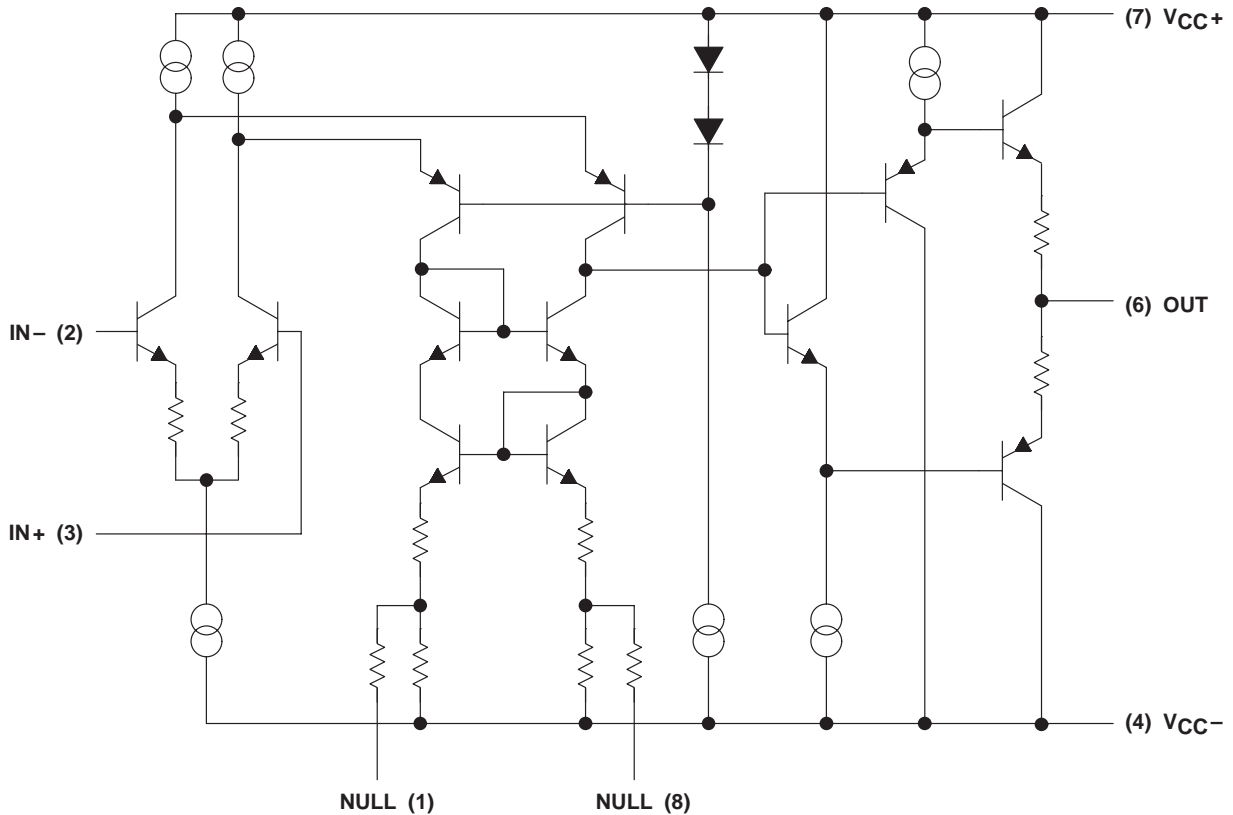 (7) VCC+
IN− (2)
(6) OUT
IN+ (3)
(4) VCC−
NULL (1)
NULL (8)